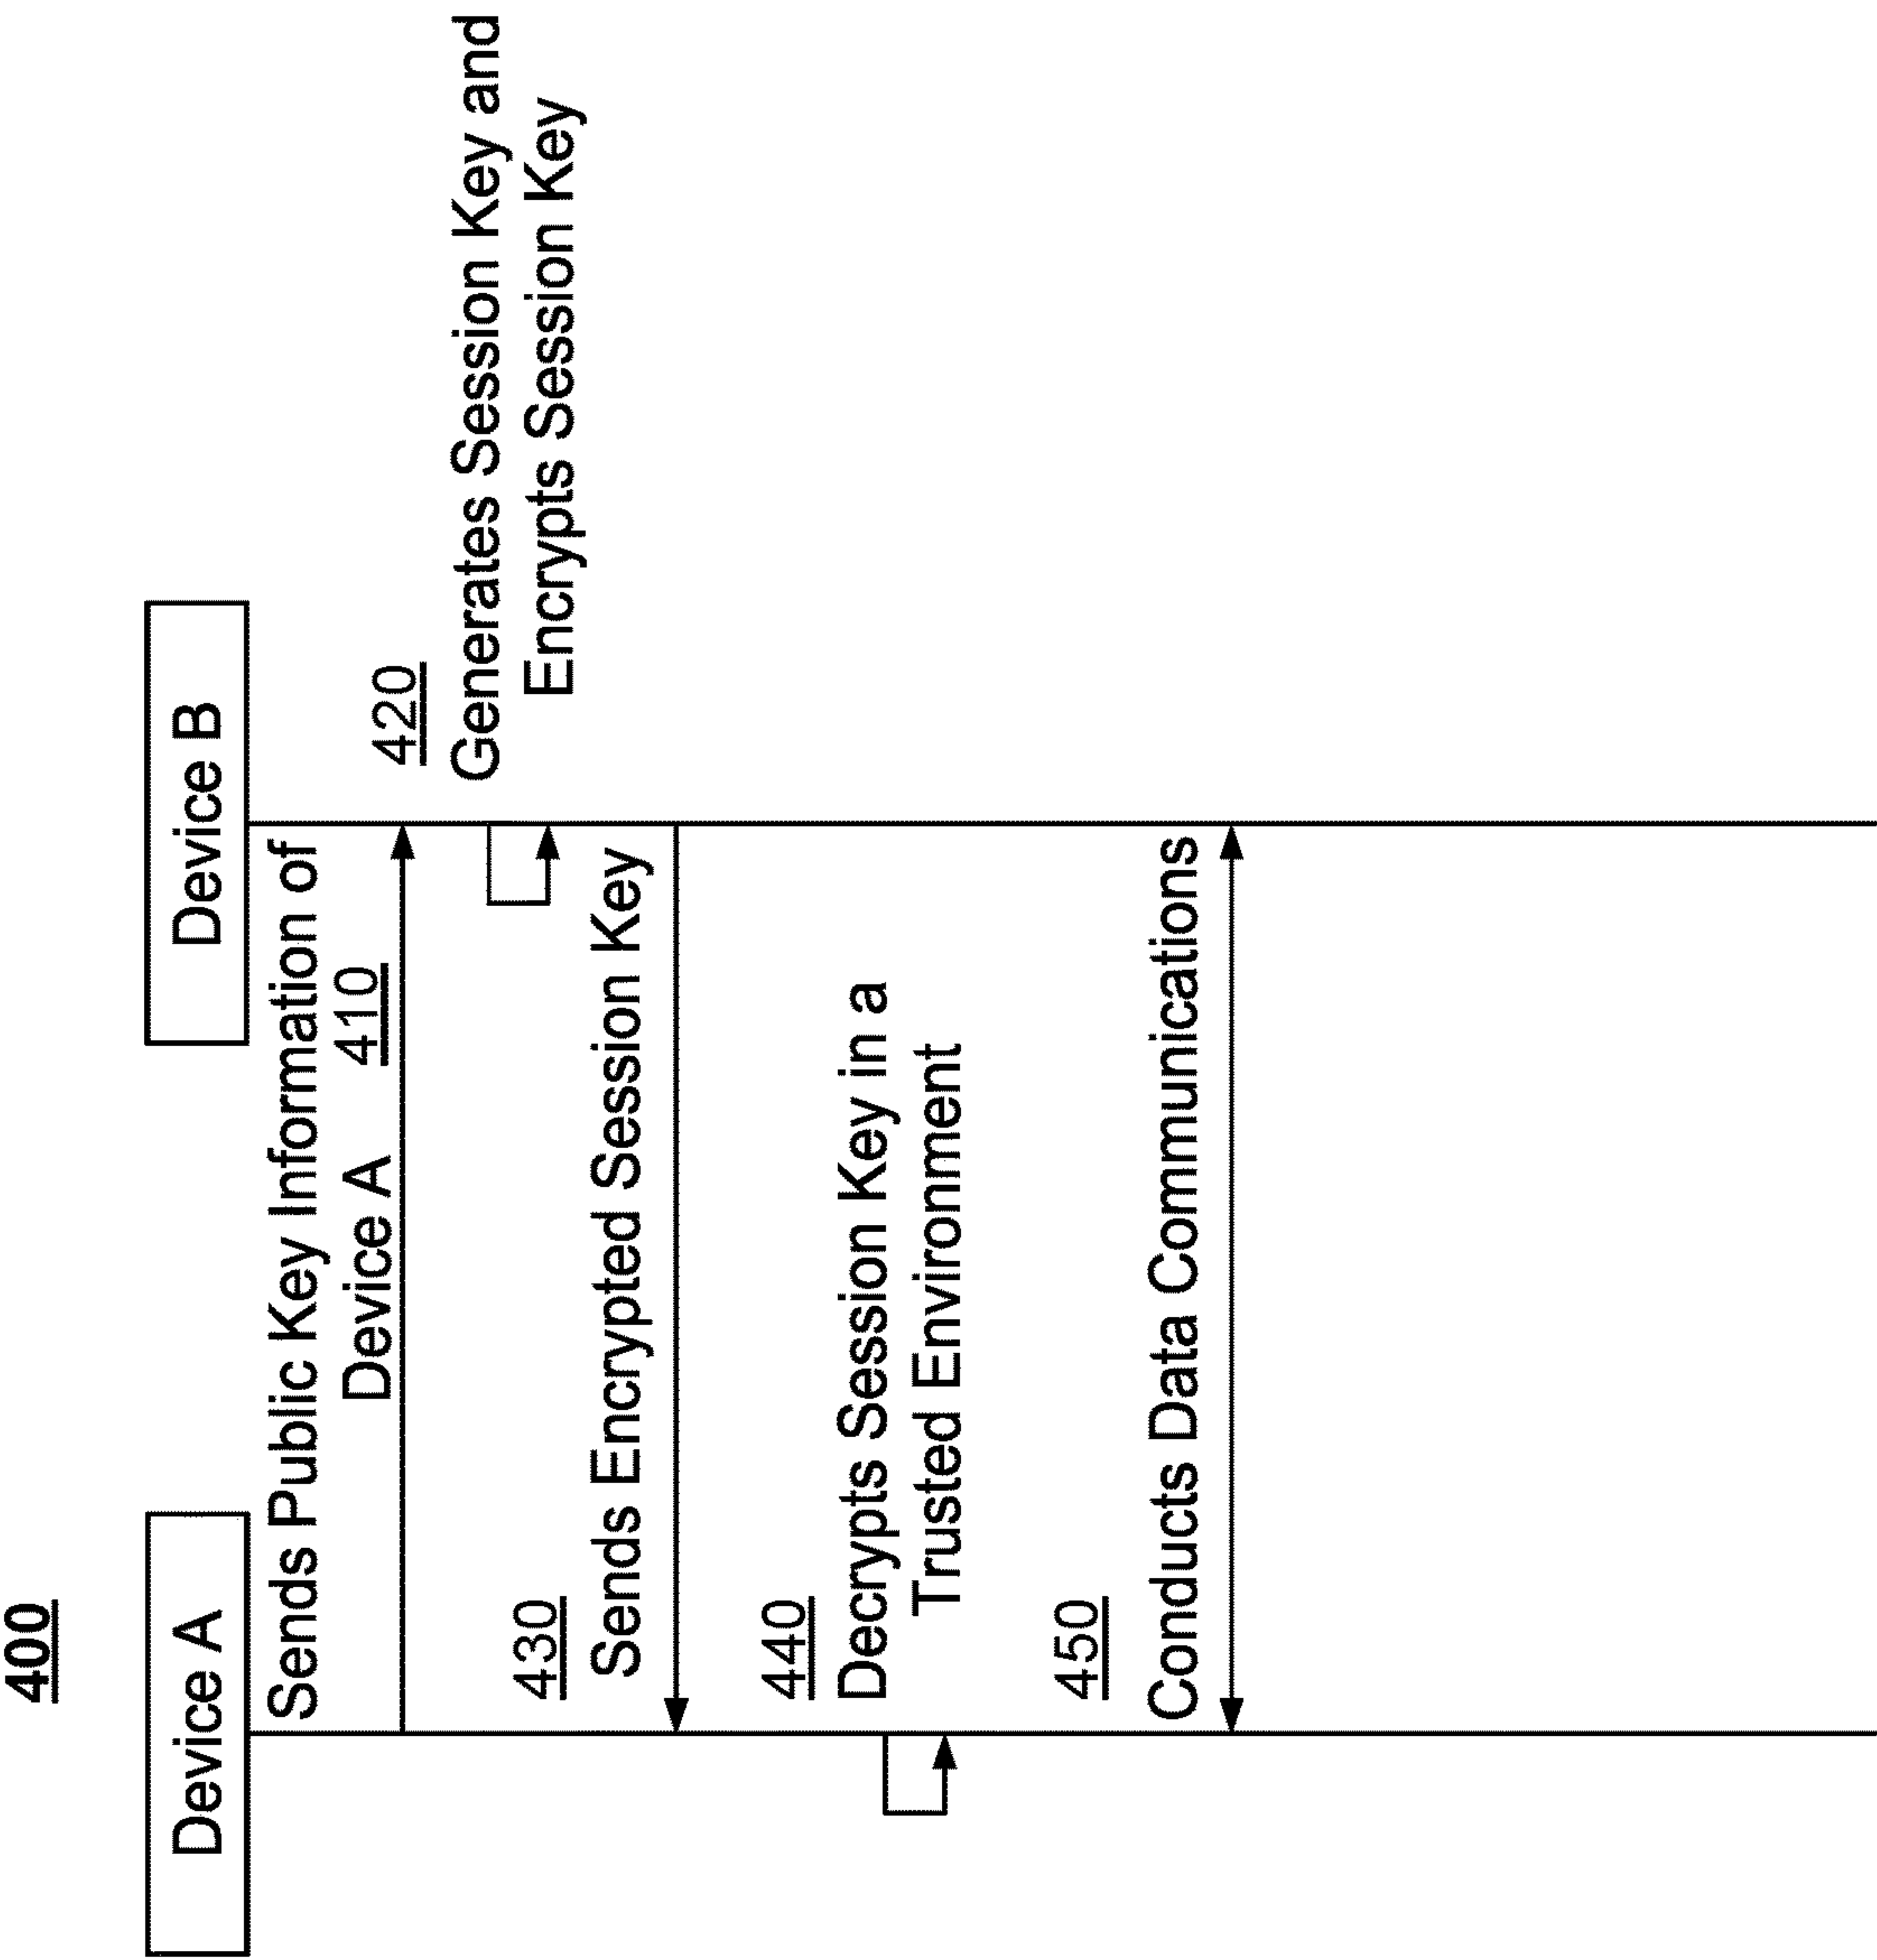 400
Device A
Device B
Sends Public Key Information of
Device A
410
420
Generates Session Key and
Encrypts Session Key
430
Sends Encrypted Session Key
440
Decrypts Session Key in a
Trusted Environment
450
Conducts Data Communications